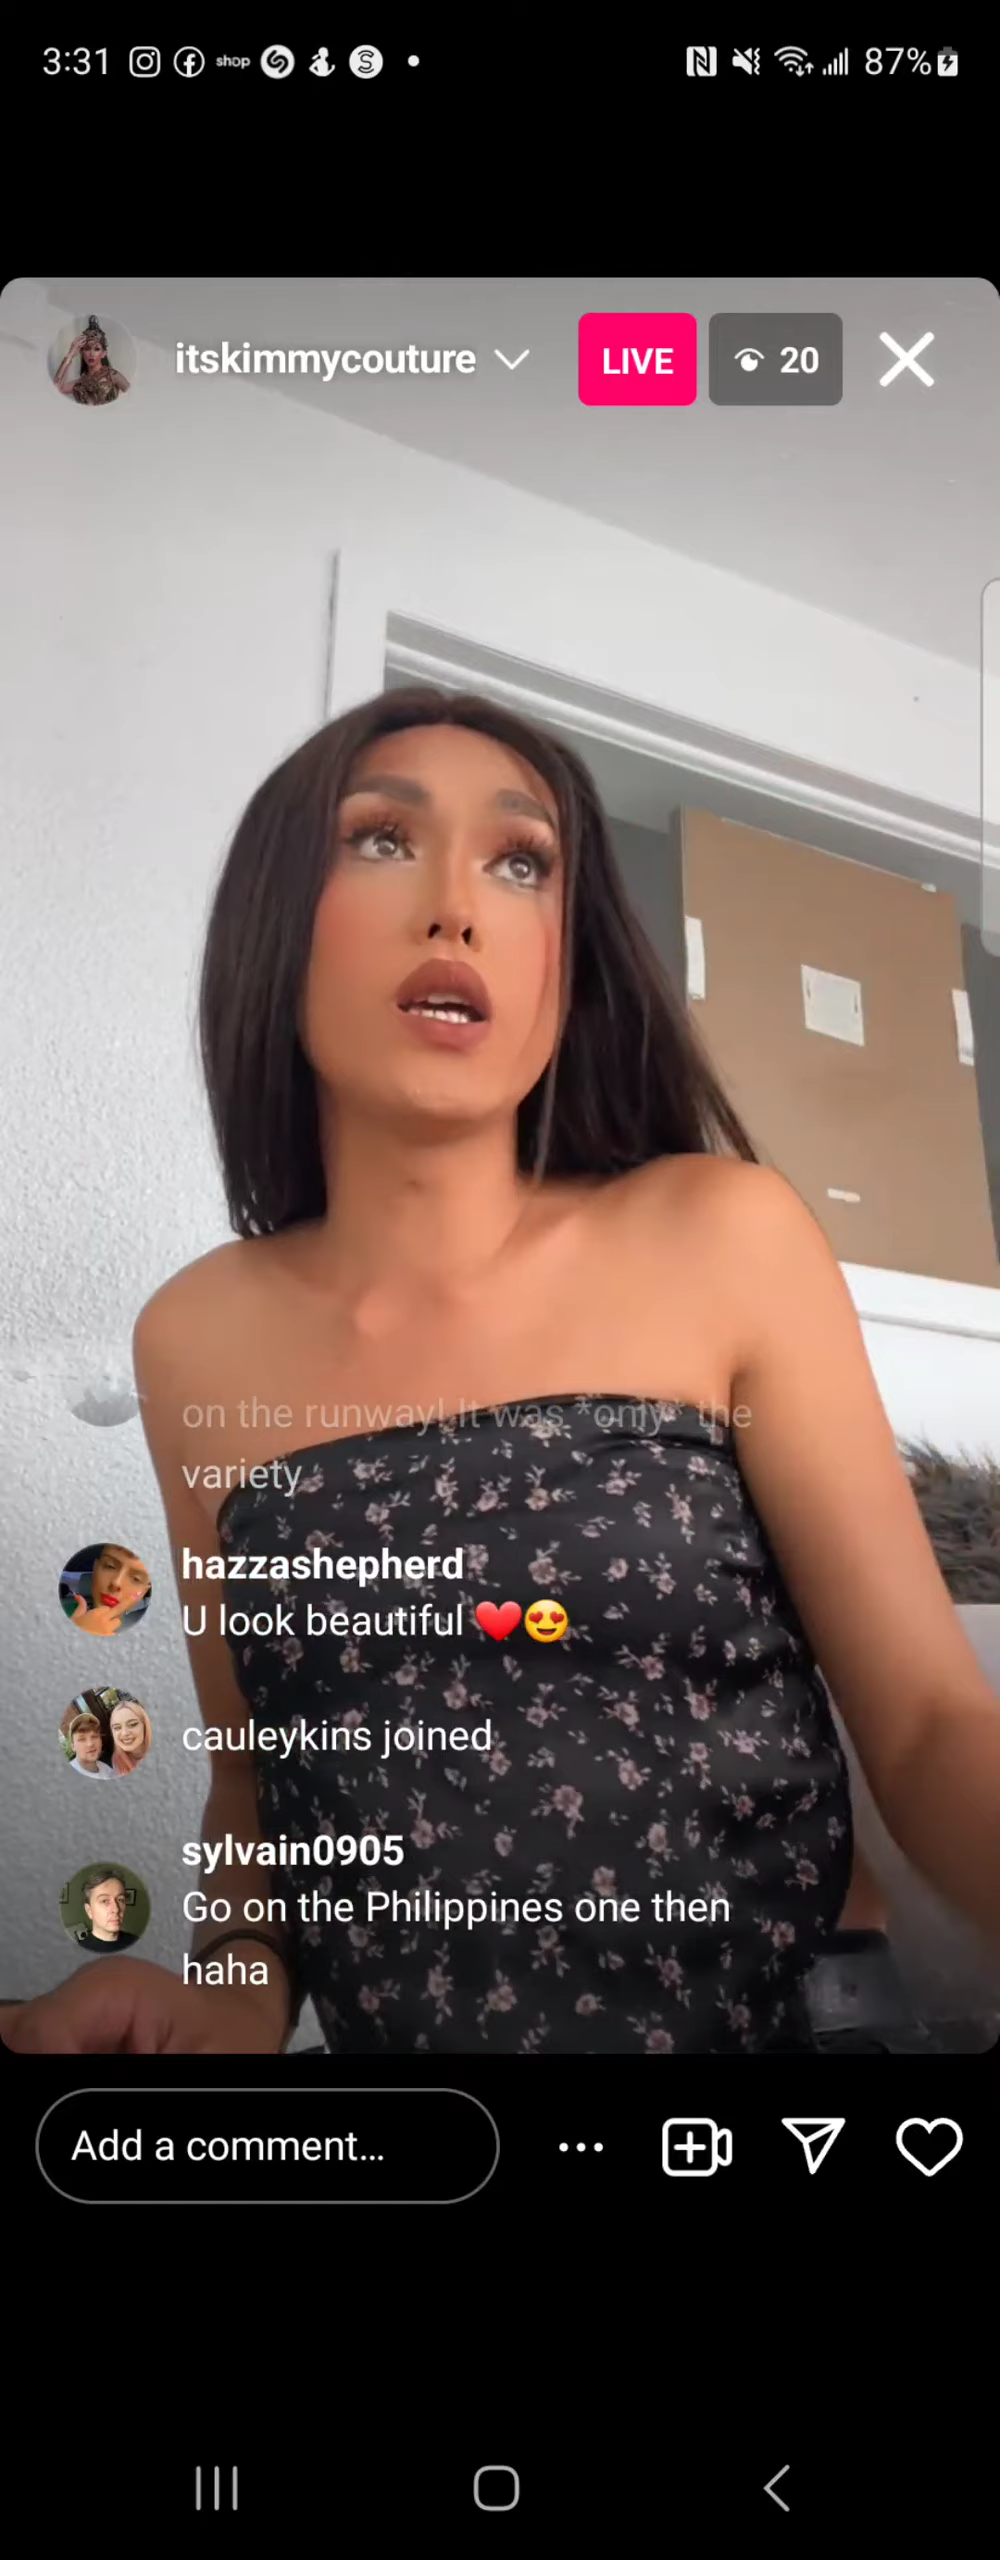 3:31
shop
87%
itskimmycouture
LIVE
20
on the runway! It was *only* the
variety
hazzashepherd
U look beautiful ❤️😍
cauleykins joined
sylvain0905
Go on the Philippines one then
haha
Add a comment...